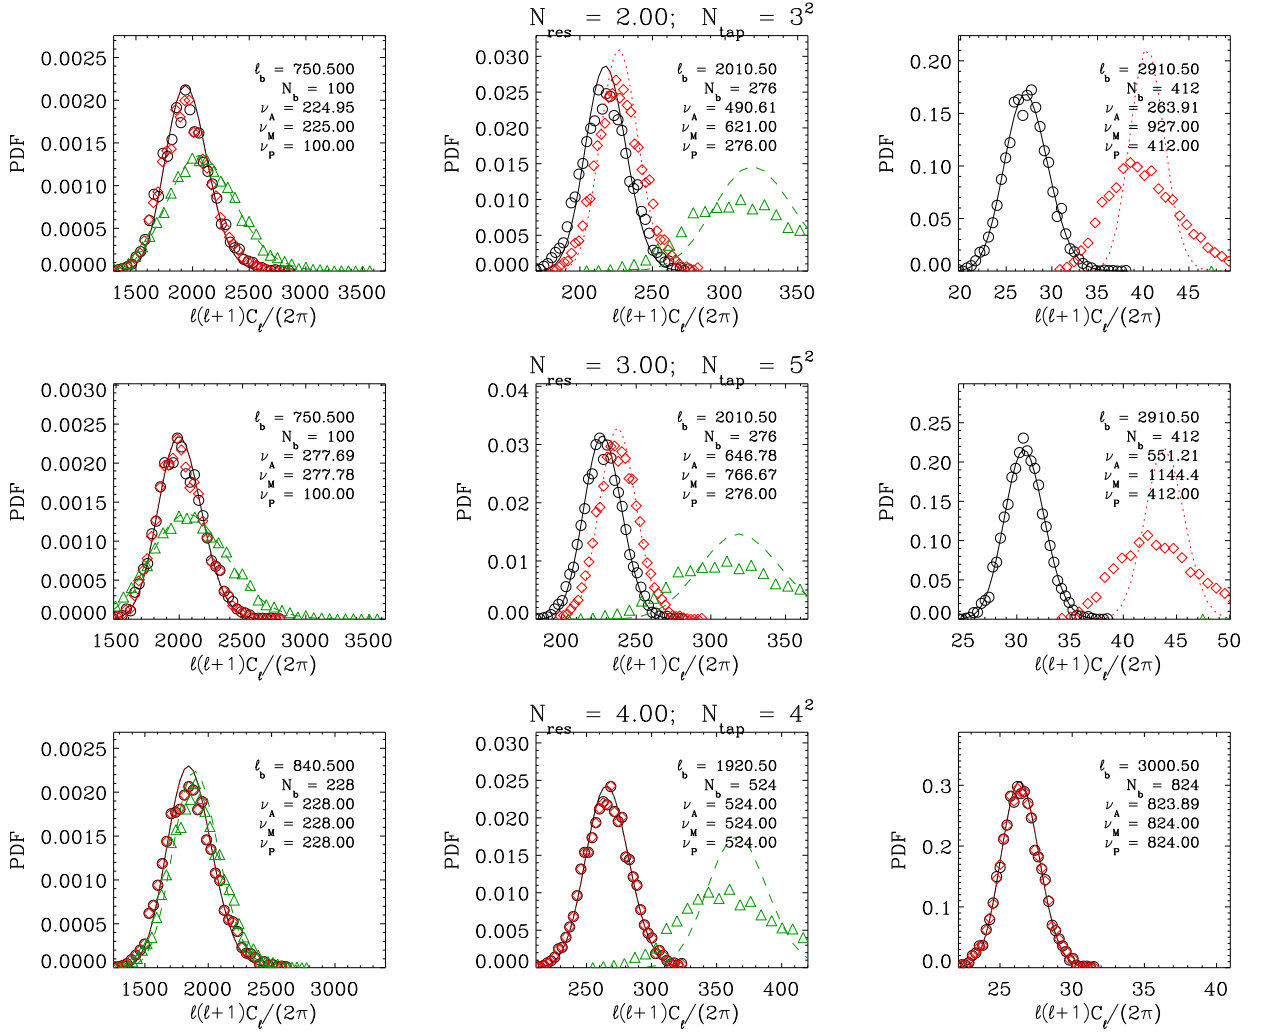 N_res = 2.00; N_tap = 3²
PDF
0.0025
0.0020
0.0015
0.0010
0.0005
0.0000
ℓ_b = 750.500
N_b = 100
ν_A = 224.95
ν_M = 225.00
ν_P = 100.00
1500 2000 2500 3000 3500
ℓ(ℓ+1)C_ℓ/(2π)
PDF
0.030
0.025
0.020
0.015
0.010
0.005
0.000
ℓ_b = 2010.50
N_b = 276
ν_A = 490.61
ν_M = 621.00
ν_P = 276.00
200 250 300 350
ℓ(ℓ+1)C_ℓ/(2π)
PDF
0.20
0.15
0.10
0.05
0.00
ℓ_b = 2910.50
N_b = 412
ν_A = 263.91
ν_M = 927.00
ν_P = 412.00
20 25 30 35 40 45
ℓ(ℓ+1)C_ℓ/(2π)
N_res = 3.00; N_tap = 5²
PDF
0.0030
0.0025
0.0020
0.0015
0.0010
0.0005
0.0000
ℓ_b = 750.500
N_b = 100
ν_A = 277.69
ν_M = 277.78
ν_P = 100.00
1500 2000 2500 3000 3500
ℓ(ℓ+1)C_ℓ/(2π)
PDF
0.04
0.03
0.02
0.01
0.00
ℓ_b = 2010.50
N_b = 276
ν_A = 646.78
ν_M = 766.67
ν_P = 276.00
200 250 300 350
ℓ(ℓ+1)C_ℓ/(2π)
PDF
0.25
0.20
0.15
0.10
0.05
0.00
ℓ_b = 2910.50
N_b = 412
ν_A = 551.21
ν_M = 1144.4
ν_P = 412.00
25 30 35 40 45 50
ℓ(ℓ+1)C_ℓ/(2π)
N_res = 4.00; N_tap = 4²
PDF
0.0025
0.0020
0.0015
0.0010
0.0005
0.0000
ℓ_b = 840.500
N_b = 228
ν_A = 228.00
ν_M = 228.00
ν_P = 228.00
1500 2000 2500 3000
ℓ(ℓ+1)C_ℓ/(2π)
PDF
0.030
0.025
0.020
0.015
0.010
0.005
0.000
ℓ_b = 1920.50
N_b = 524
ν_A = 524.00
ν_M = 524.00
ν_P = 524.00
250 300 350 400
ℓ(ℓ+1)C_ℓ/(2π)
PDF
0.3
0.2
0.1
0.0
ℓ_b = 3000.50
N_b = 824
ν_A = 823.89
ν_M = 824.00
ν_P = 824.00
25 30 35 40
ℓ(ℓ+1)C_ℓ/(2π)